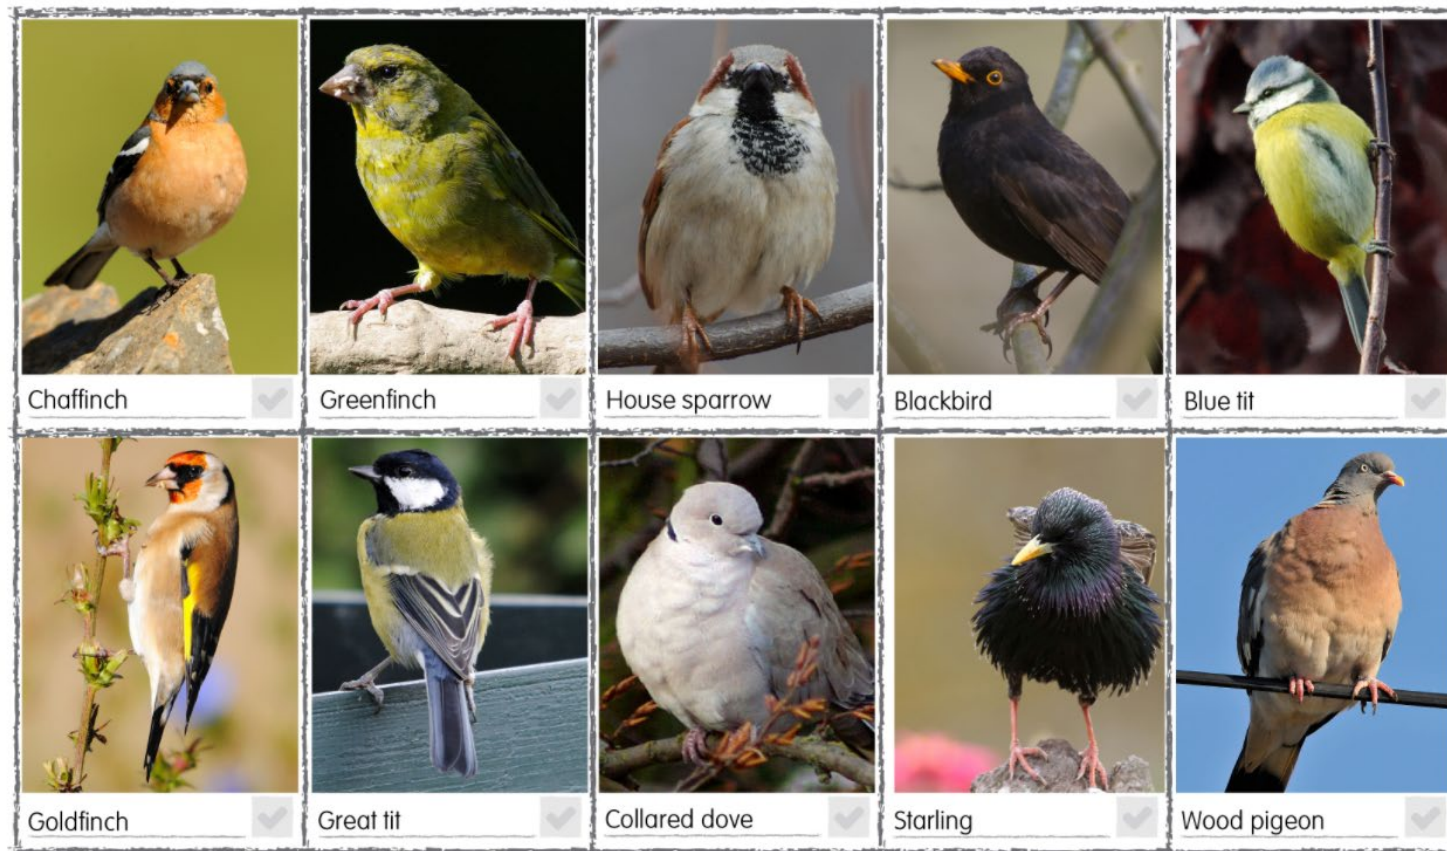 Chaffinch
Greenfinch
House sparrow
Blackbird
Blue tit
Goldfinch
Great tit
Collared dove
Starling
Wood pigeon